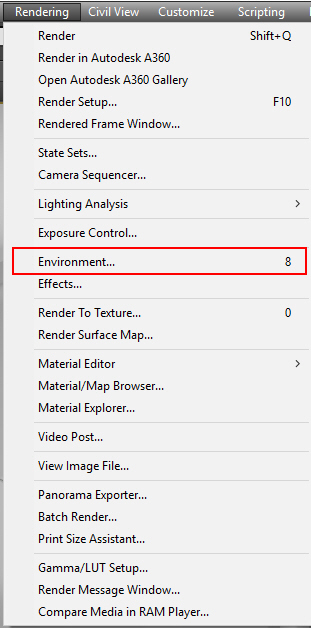 Rendering Civil View Customize Scripting
Render Shift+Q
Render in Autodesk A360
Open Autodesk A360 Gallery
Render Setup... F10
Rendered Frame Window...
State Sets...
Camera Sequencer...
Lighting Analysis
Exposure Control...
Environment... 8
Effects...
Render To Texture... 0
Render Surface Map...
Material Editor
Material/Map Browser...
Material Explorer...
Video Post...
View Image File...
Panorama Exporter...
Batch Render...
Print Size Assistant...
Gamma/LUT Setup...
Render Message Window...
Compare Media in RAM Player...